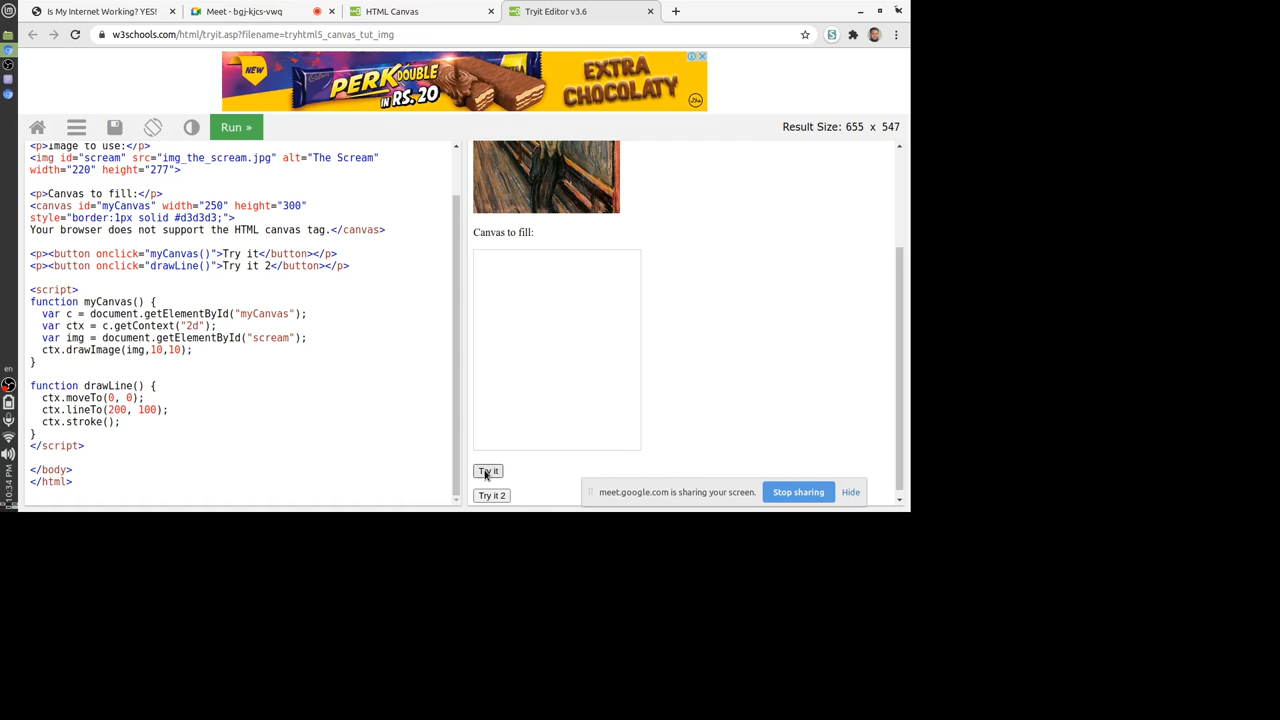 Is My Internet Working? YES!
Meet - bgj-kjcs-vwq
HTML Canvas
Tryit Editor v3.6
w3schools.com/html/tryit.asp?filename=tryhtml5_canvas_tut_img
NEW
Cadbury
PERK DOUBLE
IN RS. 20
EXTRA
CHOCOLATY
Run »
Result Size: 655 x 547
<p>Image to use:</p>
<img id="scream" src="img_the_scream.jpg" alt="The Scream"
width="220" height="277">
<p>Canvas to fill:</p>
<canvas id="myCanvas" width="250" height="300"
style="border:1px solid #d3d3d3;">
Your browser does not support the HTML canvas tag.</canvas>
<p><button onclick="myCanvas()">Try it</button></p>
<p><button onclick="drawLine()">Try it 2</button></p>
<script>
function myCanvas() {
var c = document.getElementById("myCanvas");
var ctx = c.getContext("2d");
var img = document.getElementById("scream");
ctx.drawImage(img,10,10);
}
function drawLine() {
ctx.moveTo(0, 0);
ctx.lineTo(200, 100);
ctx.stroke();
}
</script>
</body>
</html>
Canvas to fill:
Try it
Try it 2
meet.google.com is sharing your screen.
Stop sharing
Hide
en
10:34 PM